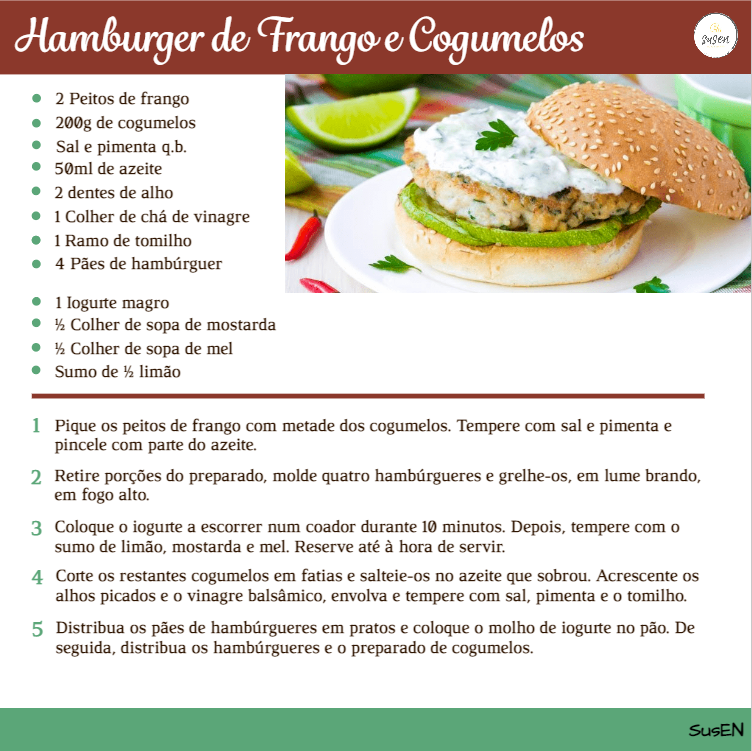 Hamburger de Frango e Cogumelos
susen
2 Peitos de frango
200g de cogumelos
Sal e pimenta q.b.
50ml de azeite
2 dentes de alho
1 Colher de chá de vinagre
1 Ramo de tomilho
4 Pães de hambúrguer
1 Iogurte magro
½ Colher de sopa de mostarda
½ Colher de sopa de mel
Sumo de ½ limão
1 Pique os peitos de frango com metade dos cogumelos. Tempere com sal e pimenta e
pincele com parte do azeite.
2 Retire porções do preparado, molde quatro hambúrgueres e grelhe-os, em lume brando,
em fogo alto.
3 Coloque o iogurte a escorrer num coador durante 10 minutos. Depois, tempere com o
sumo de limão, mostarda e mel. Reserve até à hora de servir.
4 Corte os restantes cogumelos em fatias e salteie-os no azeite que sobrou. Acrescente os
alhos picados e o vinagre balsâmico, envolva e tempere com sal, pimenta e o tomilho.
5 Distribua os pães de hambúrgueres em pratos e coloque o molho de iogurte no pão. De
seguida, distribua os hambúrgueres e o preparado de cogumelos.
SusEN